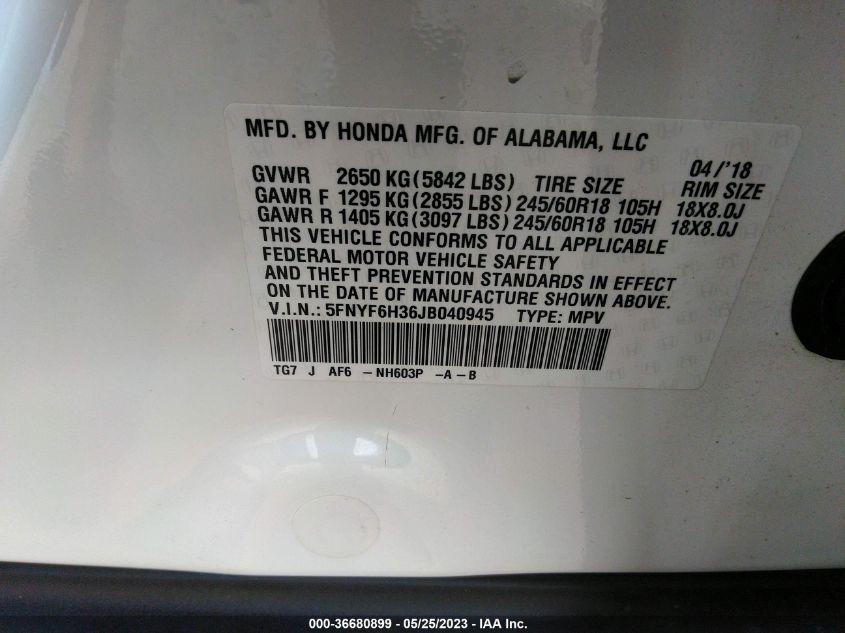 MFD. BY HONDA MFG. OF ALABAMA, LLC
04/'18
GVWR 2650 KG(5842 LBS) TIRE SIZE RIM SIZE
GAWR F 1295 KG(2855 LBS)245/60R18 105H 18X8.0J
GAWR R 1405 KG(3097 LBS)245/60R18 105H 18X8.0J
THIS VEHICLE CONFORMS TO ALL APPLICABLE
FEDERAL MOTOR VEHICLE SAFETY
AND THEFT PREVENTION STANDARDS IN EFFECT
ON THE DATE OF MANUFACTURE SHOWN ABOVE.
V.I.N.: 5FNYF6H36JB040945 TYPE: MPV
TG7 J AF6 -NH603P -A-B
000-36680899 — 05/25/2023 - IAA Inc.